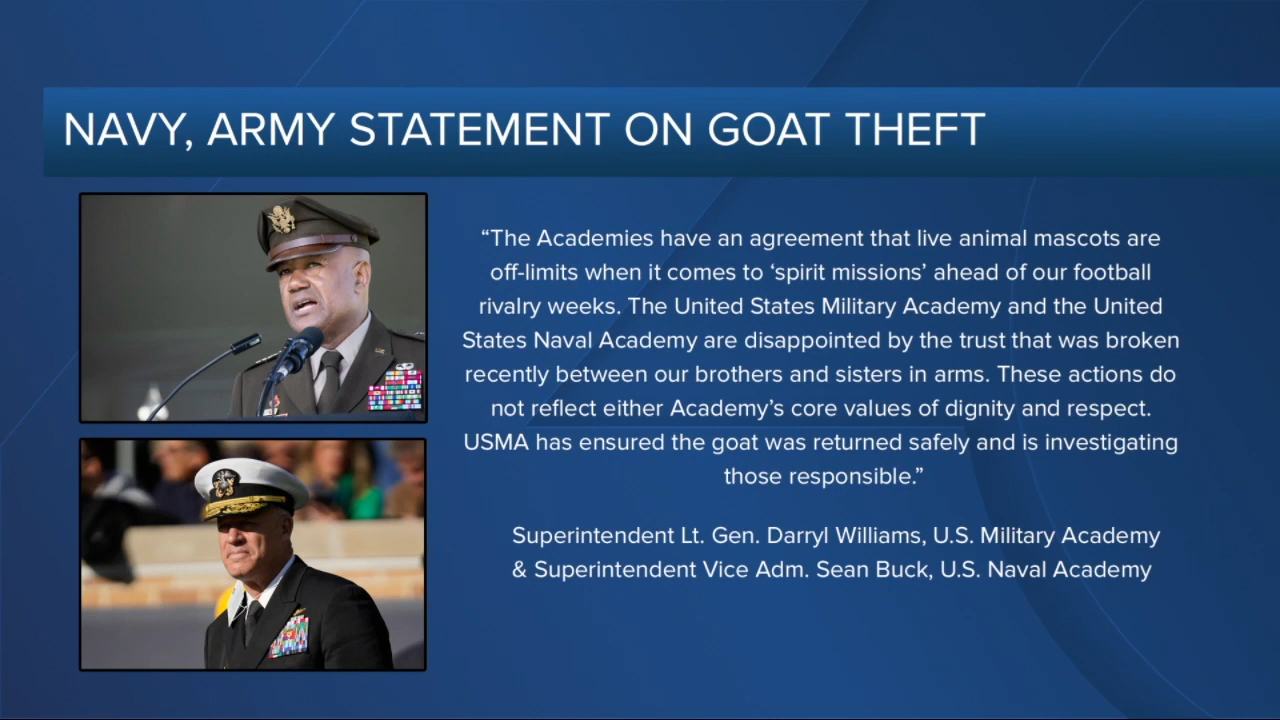 NAVY, ARMY STATEMENT ON GOAT THEFT
“The Academies have an agreement that live animal mascots are
off-limits when it comes to ‘spirit missions’ ahead of our football
rivalry weeks. The United States Military Academy and the United
States Naval Academy are disappointed by the trust that was broken
recently between our brothers and sisters in arms. These actions do
not reflect either Academy’s core values of dignity and respect.
USMA has ensured the goat was returned safely and is investigating
those responsible.”
Superintendent Lt. Gen. Darryl Williams, U.S. Military Academy
& Superintendent Vice Adm. Sean Buck, U.S. Naval Academy